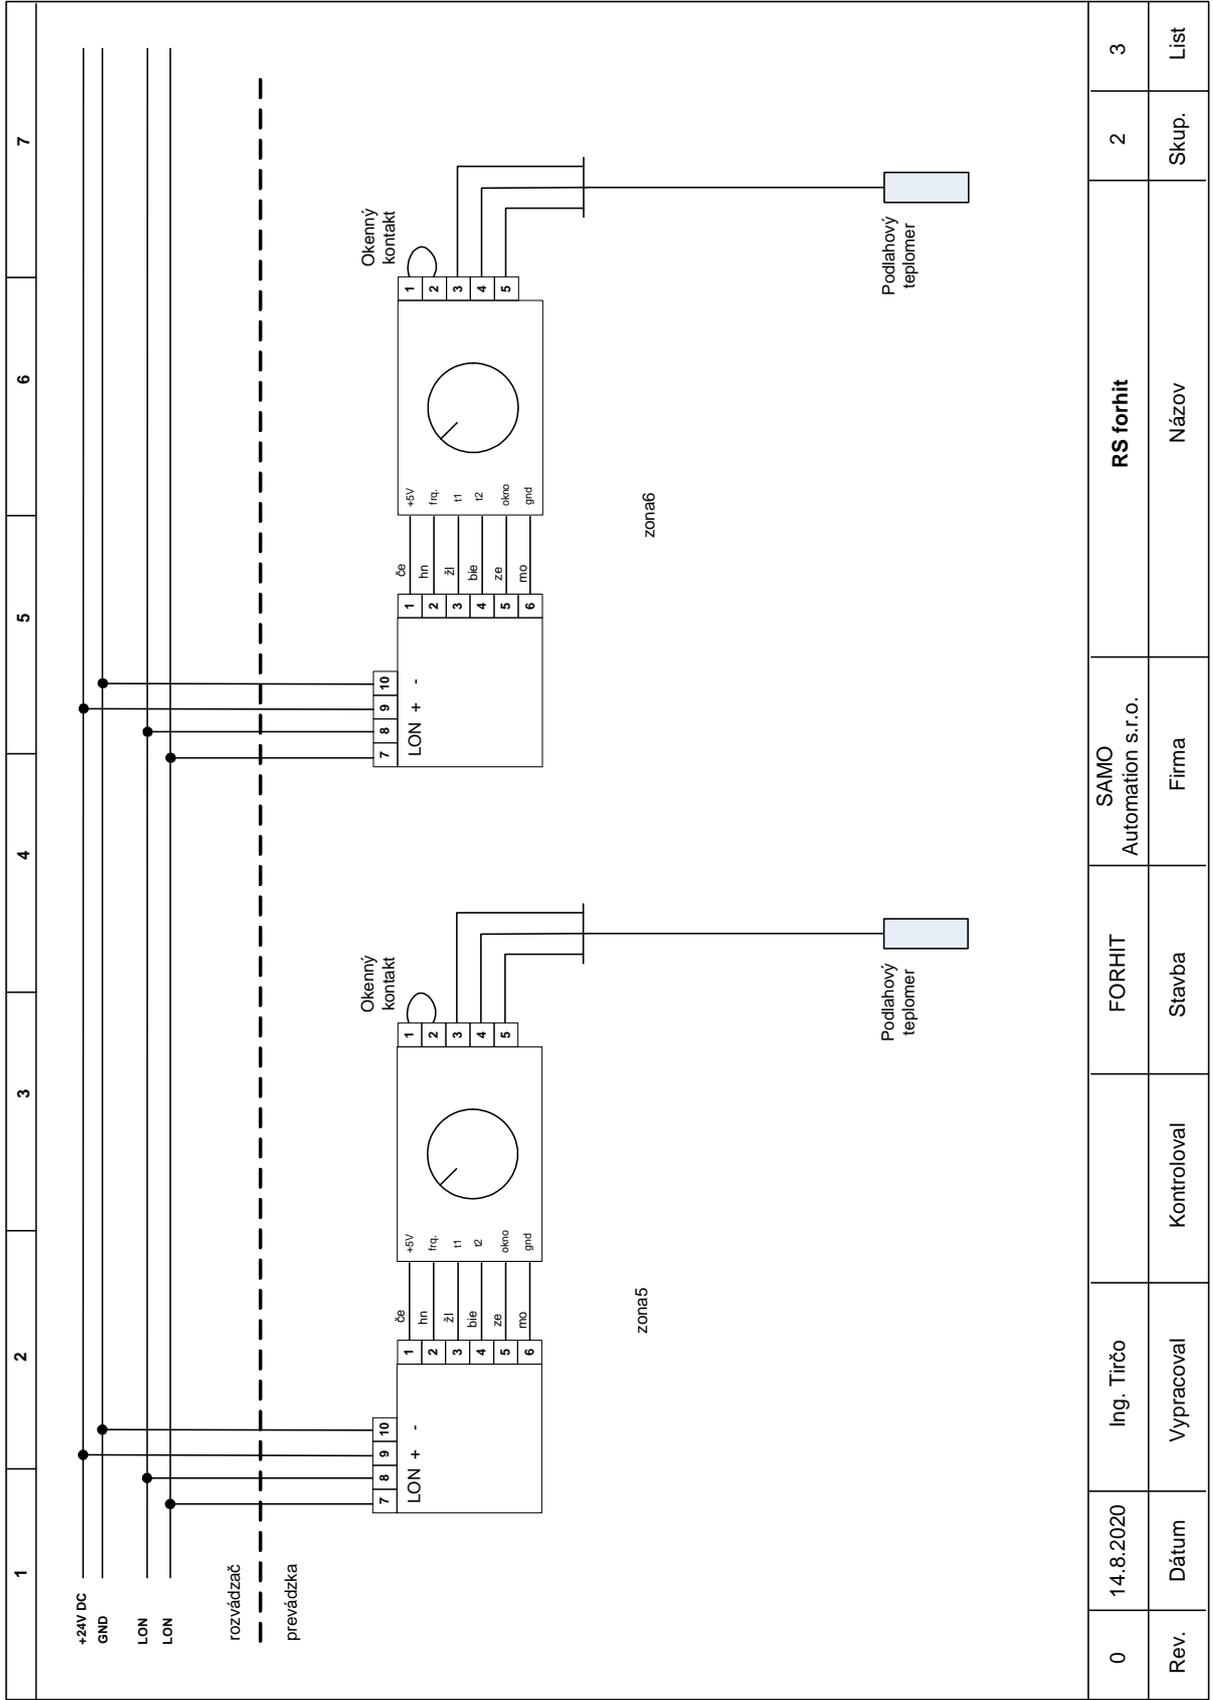 1 2 3 4 5 6 7
+24V DC
GND
LON
LON
rozvádzač
prevádzka
7 8 9 10
LON + -
1 2 3 4 5 6
če
hn
žl
bie
ze
mo
+5V
frq.
t1
t2
okno
gnd
1 2 3 4 5
Okenný
kontakt
Podlahový
teplomer
zona5
7 8 9 10
LON + -
1 2 3 4 5 6
če
hn
žl
bie
ze
mo
+5V
frq.
t1
t2
okno
gnd
1 2 3 4 5
Okenný
kontakt
Podlahový
teplomer
zona6
0 14.8.2020 Ing. Tirčo FORHIT SAMO RS forhit 2 3
Automation s.r.o.
Rev. Dátum Vypracoval Kontroloval Stavba Firma Názov Skup. List